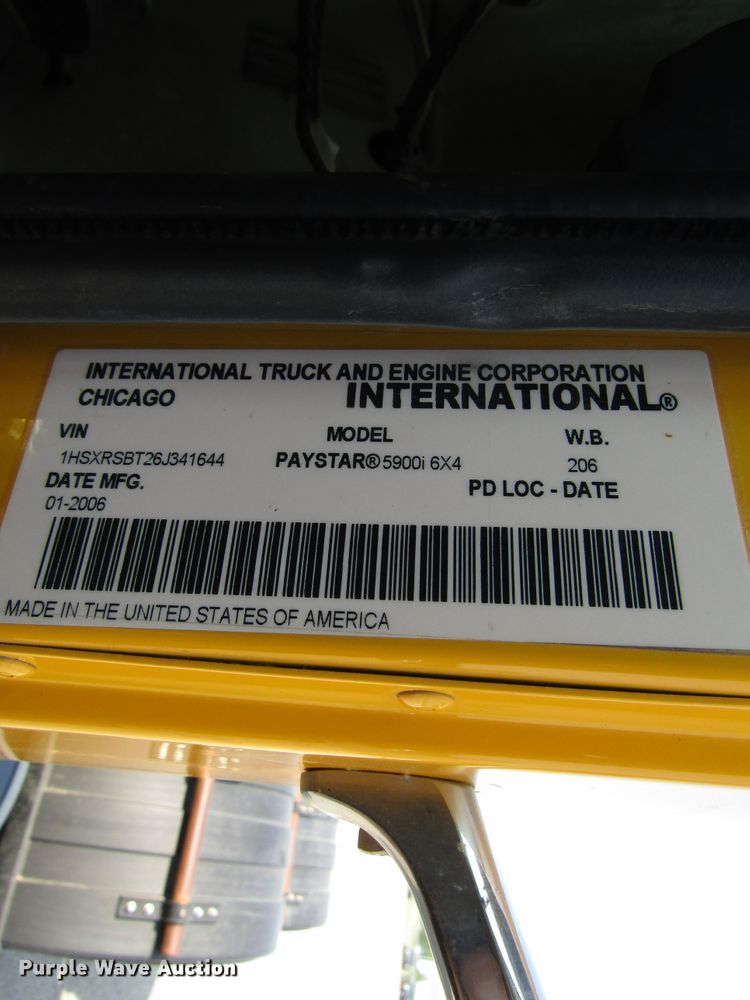 INTERNATIONAL TRUCK AND ENGINE CORPORATION
CHICAGO INTERNATIONAL®
VIN MODEL W.B.
1HSXRSBT26J341644 PAYSTAR® 5900i 6X4 206
DATE MFG. PD LOC - DATE
01-2006
MADE IN THE UNITED STATES OF AMERICA
Purple Wave Auction